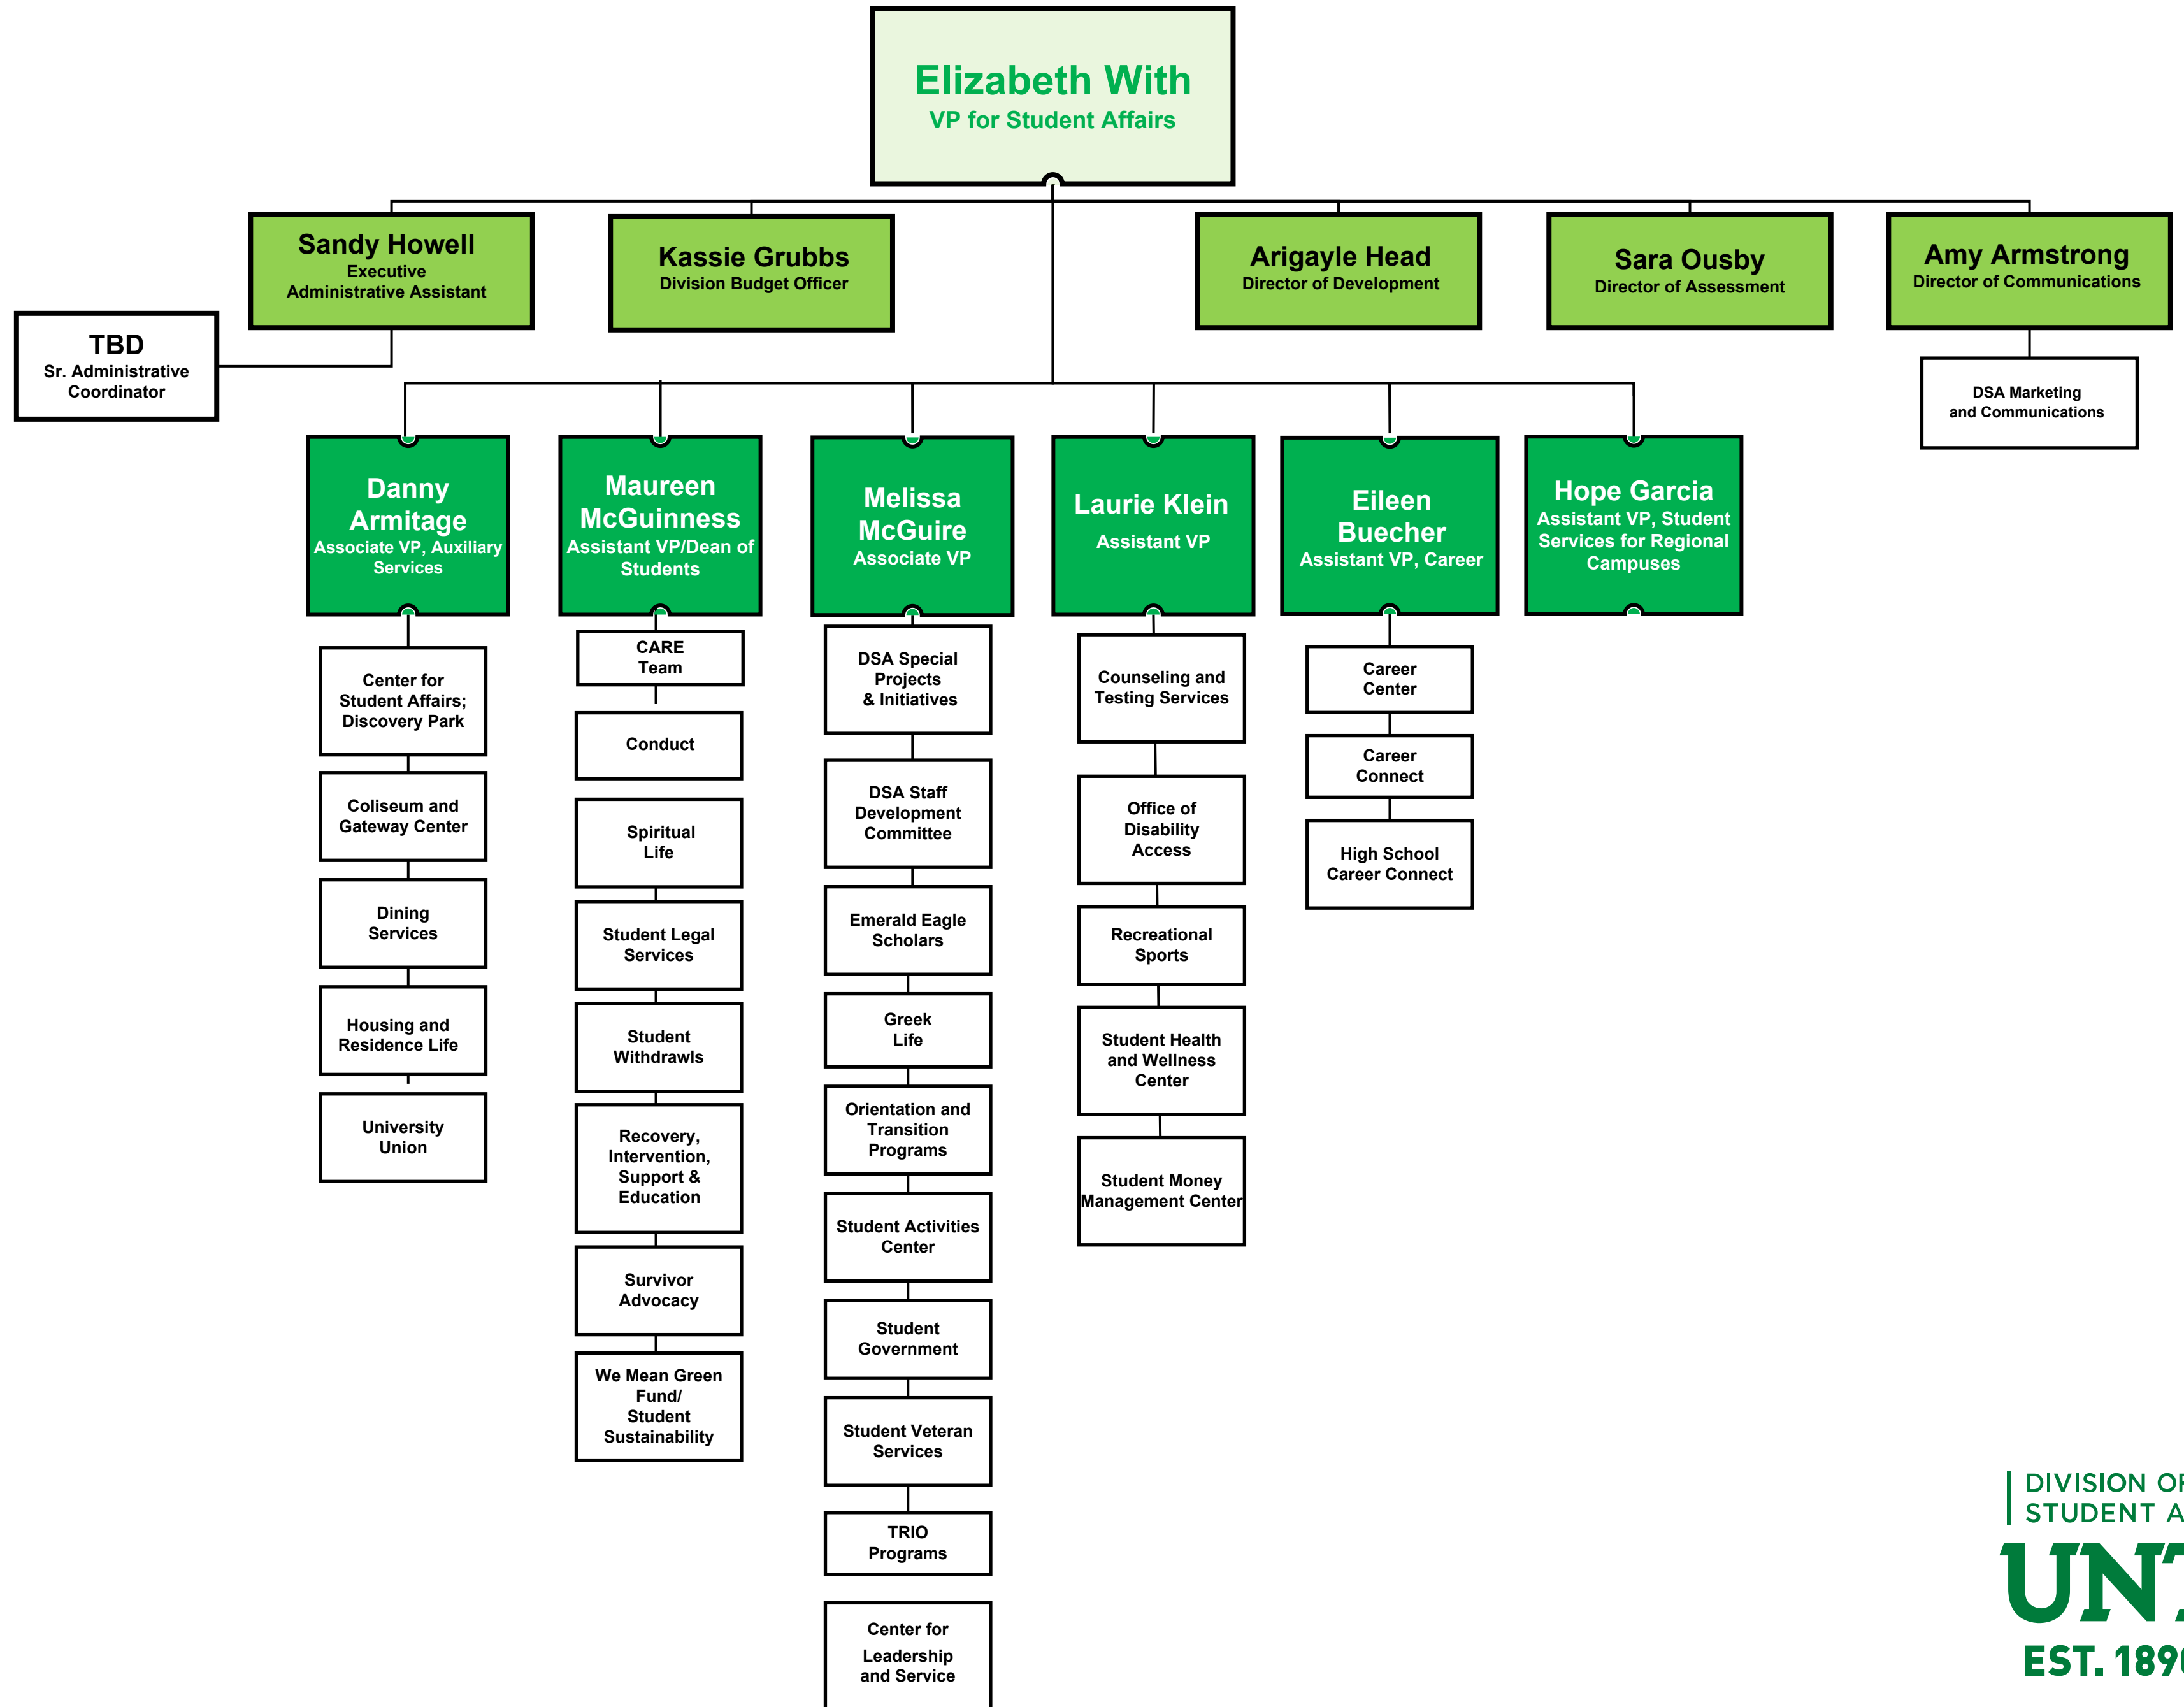 Elizabeth With
VP for Student Affairs
Sandy Howell
Executive
Administrative Assistant
Kassie Grubbs
Division Budget Officer
Arigayle Head
Director of Development
Sara Ousby
Director of Assessment
Amy Armstrong
Director of Communications
TBD
Sr. Administrative
Coordinator
DSA Marketing
and Communications
Danny
Armitage
Associate VP, Auxiliary
Services
Maureen
McGuinness
Assistant VP/Dean of
Students
Melissa
McGuire
Associate VP
Laurie Klein
Assistant VP
Eileen
Buecher
Assistant VP, Career
Hope Garcia
Assistant VP, Student
Services for Regional
Campuses
Center for
Student Affairs;
Discovery Park
Coliseum and
Gateway Center
Dining
Services
Housing and
Residence Life
University
Union
CARE
Team
Conduct
Spiritual
Life
Student Legal
Services
Student
Withdrawls
Recovery,
Intervention,
Support &
Education
Survivor
Advocacy
We Mean Green
Fund/
Student
Sustainability
DSA Special
Projects
& Initiatives
DSA Staff
Development
Committee
Emerald Eagle
Scholars
Greek
Life
Orientation and
Transition
Programs
Student Activities
Center
Student
Government
Student Veteran
Services
TRIO
Programs
Center for
Leadership
and Service
Counseling and
Testing Services
Office of
Disability
Access
Recreational
Sports
Student Health
and Wellness
Center
Student Money
Management Center
Career
Center
Career
Connect
High School
Career Connect
DIVISION OF
STUDENT A
UNT
EST. 1890